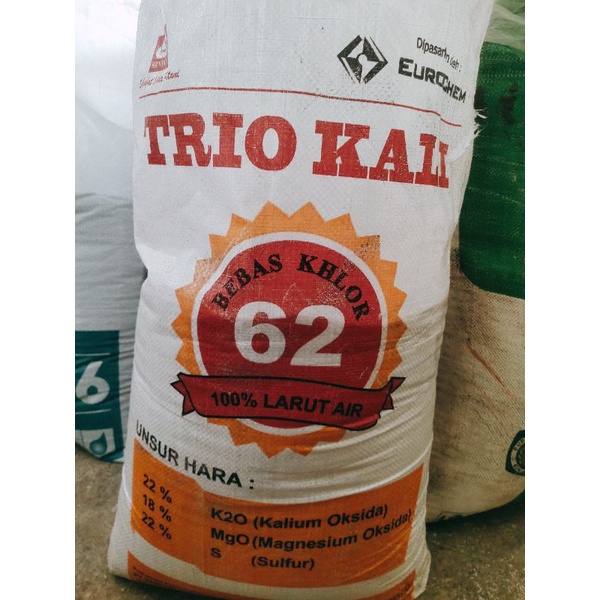 Dipasarkan oleh :
EUROCHEM
TRIO KALI
BEBAS KHLOR
62
100% LARUT AIR
UNSUR HARA :
22 % K2O (Kalium Oksida)
18 % MgO (Magnesium Oksida)
22 % S (Sulfur)
6